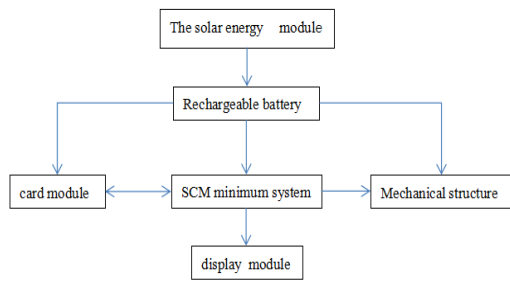 The solar energy module
Rechargeable battery
card module
SCM minimum system
Mechanical structure
display module